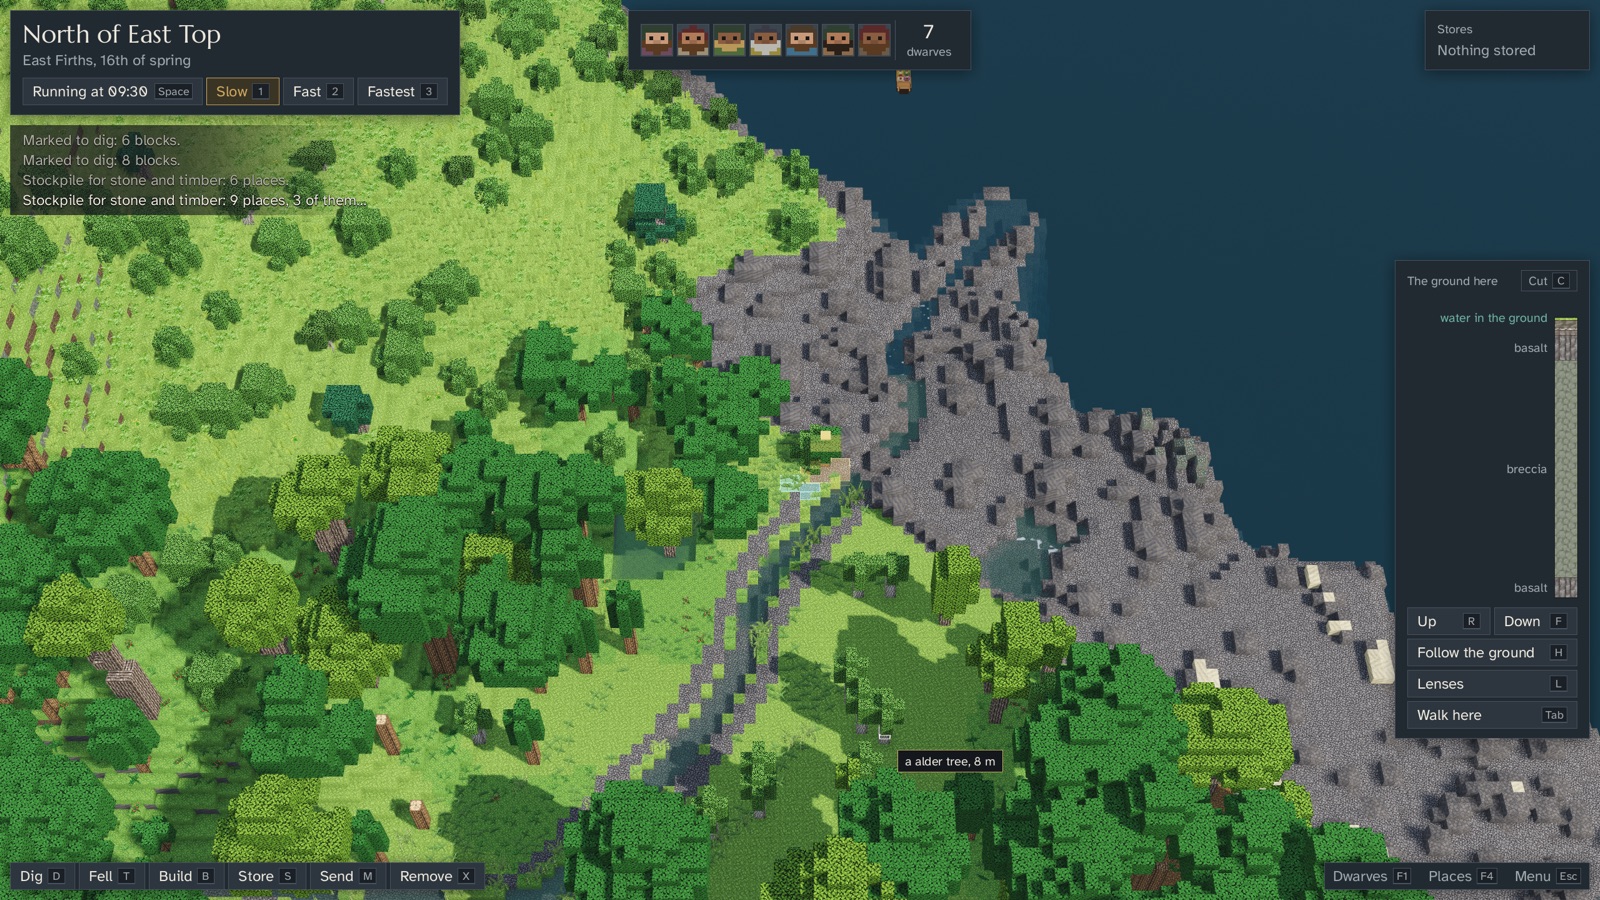 North of East Top
East Firths, 16th of spring
Running at 09:30 Space
Slow 1
Fast 2
Fastest 3
Marked to dig: 6 blocks.
Marked to dig: 8 blocks.
Stockpile for stone and timber: 6 places.
Stockpile for stone and timber: 9 places, 3 of them...
7
dwarves
Stores
Nothing stored
The ground here
Cut C
water in the ground
basalt
breccia
basalt
Up R
Down F
Follow the ground H
Lenses L
Walk here Tab
a alder tree, 8 m
Dig D
Fell T
Build B
Store S
Send M
Remove X
Dwarves F1
Places F4
Menu Esc